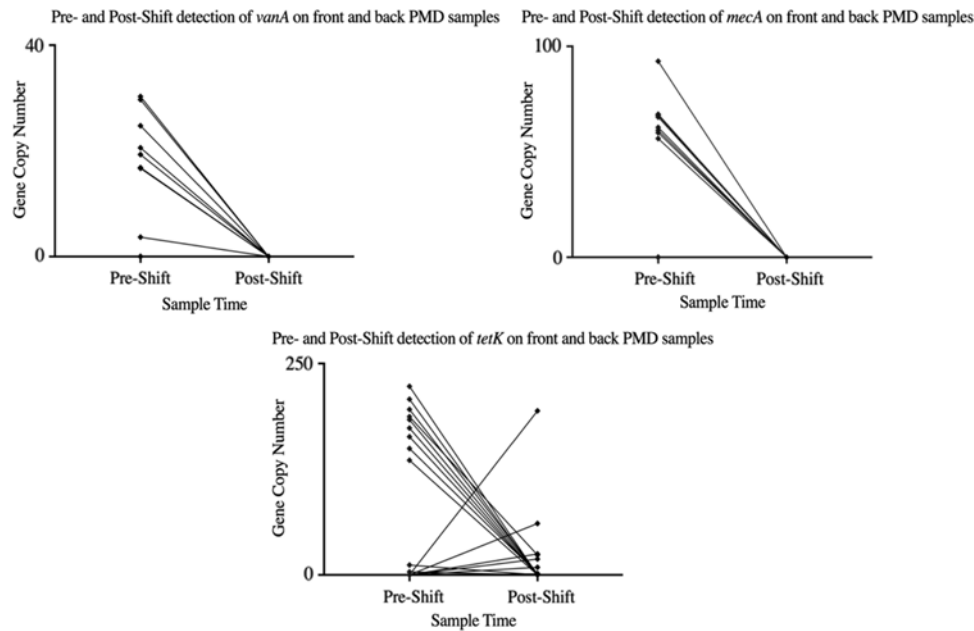 Pre- and Post-Shift detection of vanA on front and back PMD samples
40
Gene Copy Number
0
Pre-Shift
Post-Shift
Sample Time
Pre- and Post-Shift detection of mecA on front and back PMD samples
100
Gene Copy Number
0
Pre-Shift
Post-Shift
Sample Time
Pre- and Post-Shift detection of tetK on front and back PMD samples
250
Gene Copy Number
0
Pre-Shift
Post-Shift
Sample Time